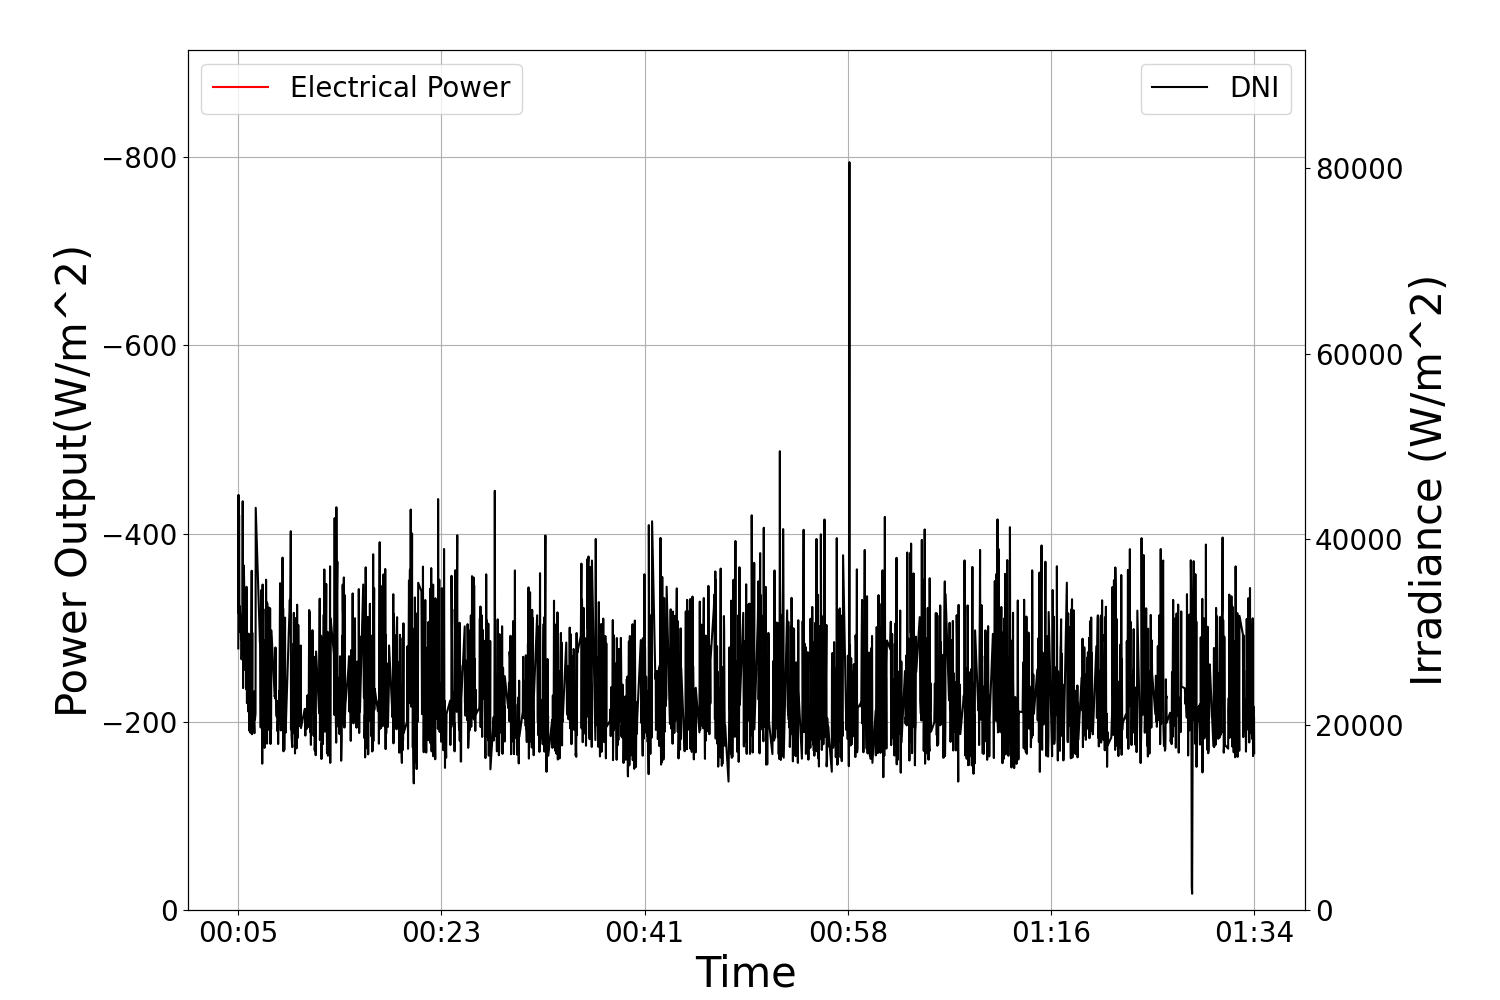 Electrical Power
DNI
−800
−600
−400
−200
0
80000
60000
40000
20000
0
Power Output(W/m^2)
Irradiance (W/m^2)
00:05 00:23 00:41 00:58 01:16 01:34
Time